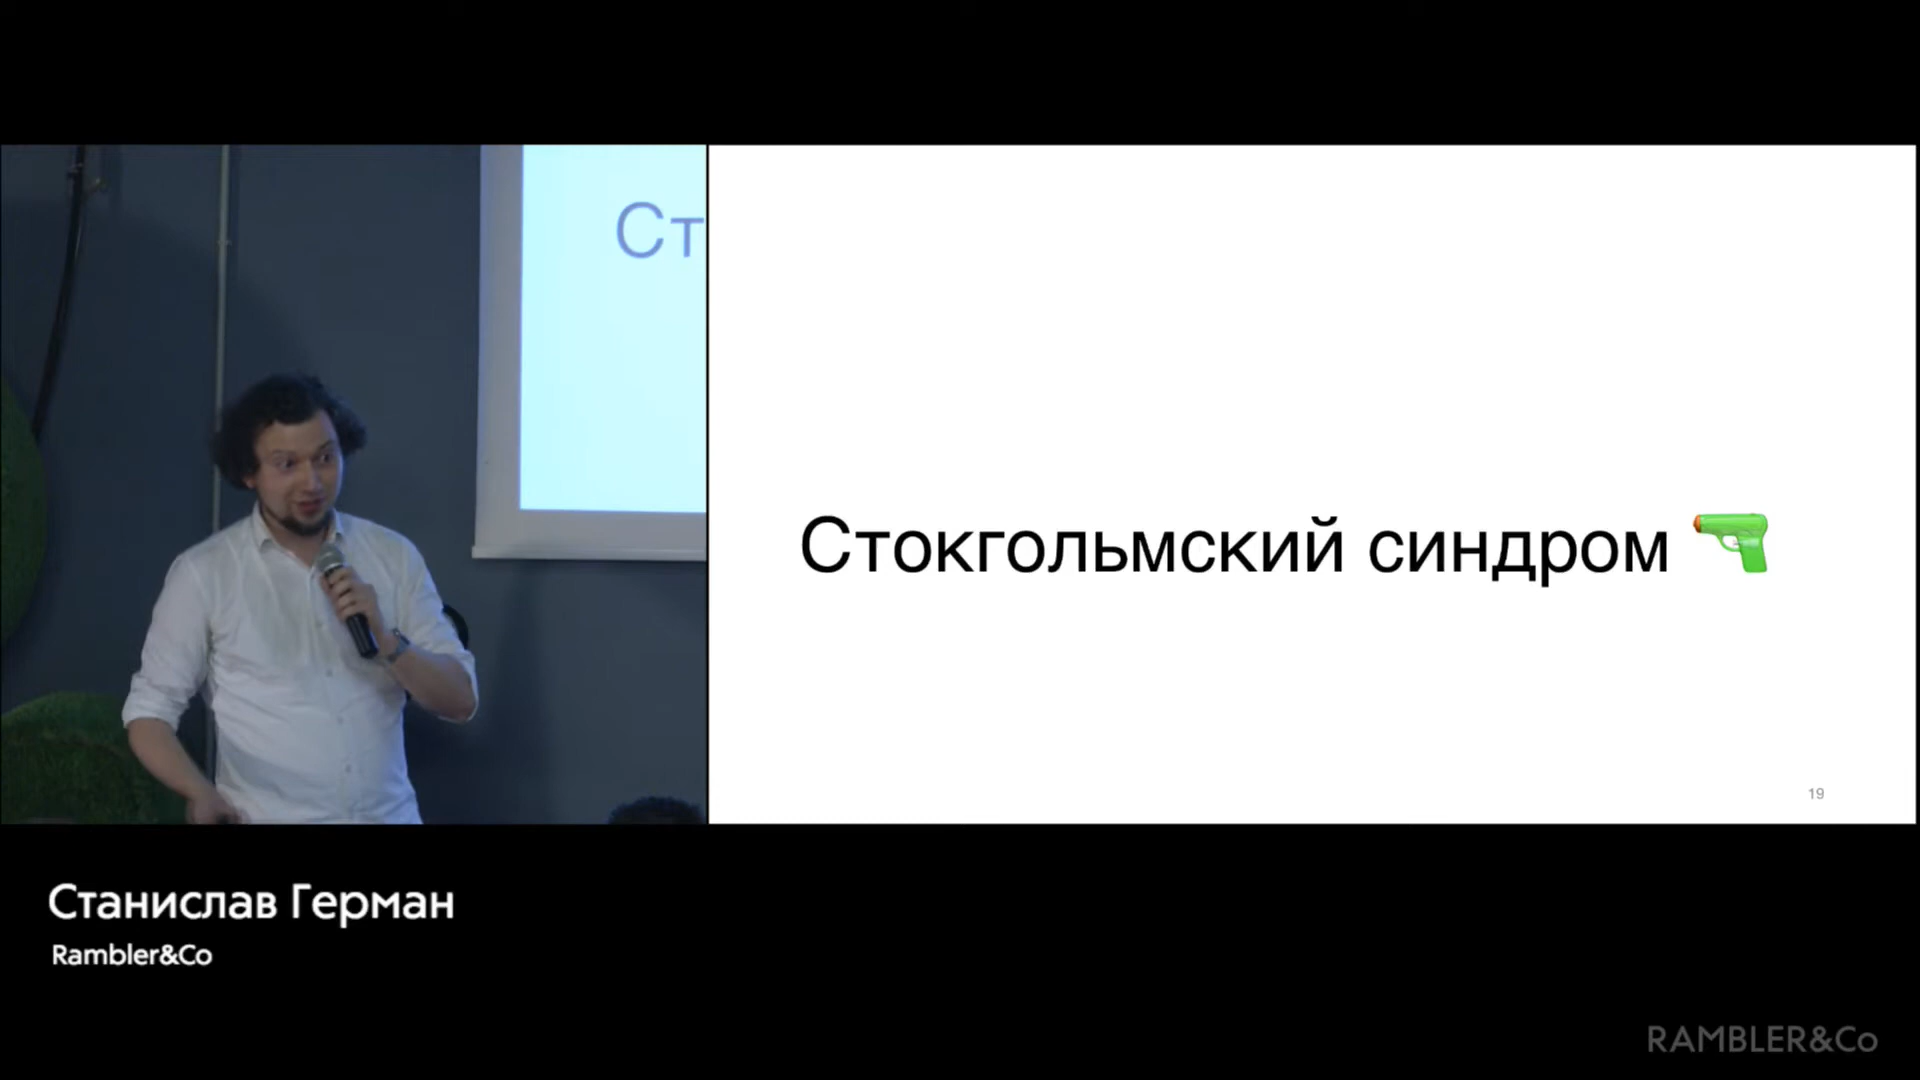 Ст
Стокгольмский синдром
19
Станислав Герман
Rambler&Co
RAMBLER&Co